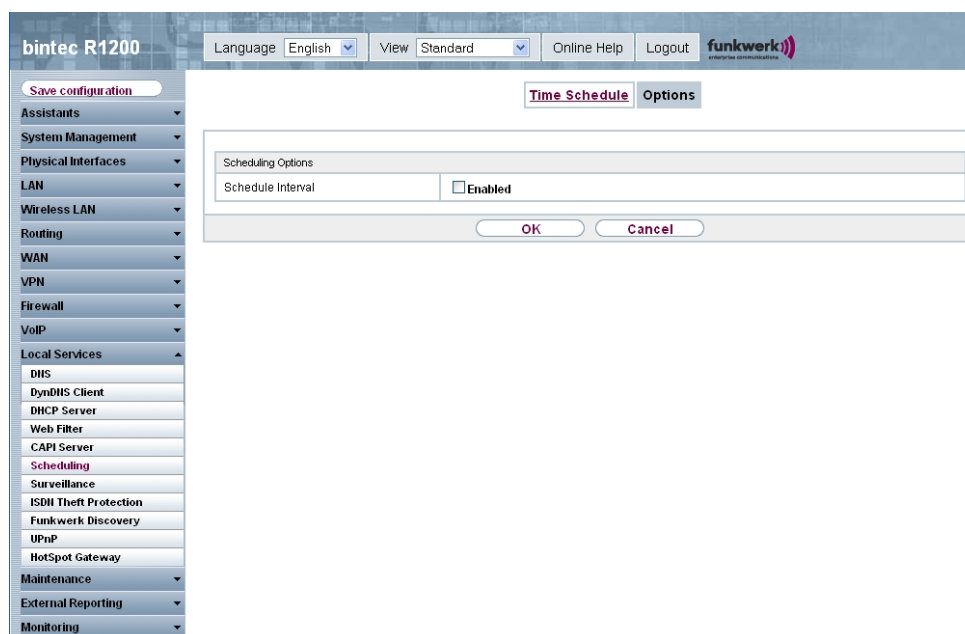 bintec R1200
Language English View Standard Online Help Logout funkwerk
enterprise communications
Save configuration
Time Schedule Options
Assistants
System Management
Physical Interfaces
LAN
Wireless LAN
Routing
WAN
VPN
Firewall
VoIP
Local Services
DNS
DynDNS Client
DHCP Server
Web Filter
CAPI Server
Scheduling
Surveillance
ISDN Theft Protection
Funkwerk Discovery
UPnP
HotSpot Gateway
Maintenance
External Reporting
Monitoring
Scheduling Options
Schedule Interval Enabled
OK Cancel